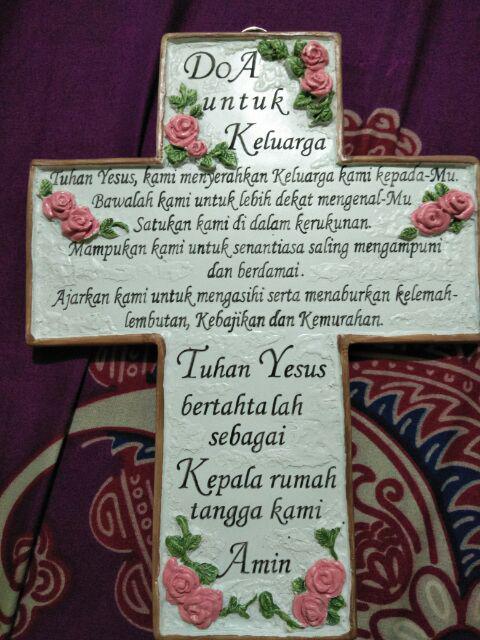 DoA
untuk
Keluarga
Tuhan Yesus, kami menyerahkan Keluarga kami kepada-Mu.
Bawalah kami untuk lebih dekat mengenal-Mu
Satukan kami di dalam kerukunan.
Mampukan kami untuk senantiasa saling mengampuni
dan berdamai.
Ajarkan kami untuk mengasihi serta menaburkan kelemah-
lembutan, Kebajikan dan Kemurahan.
Tuhan Yesus
bertahtalah
sebagai
Kepala rumah
tangga kami
Amin